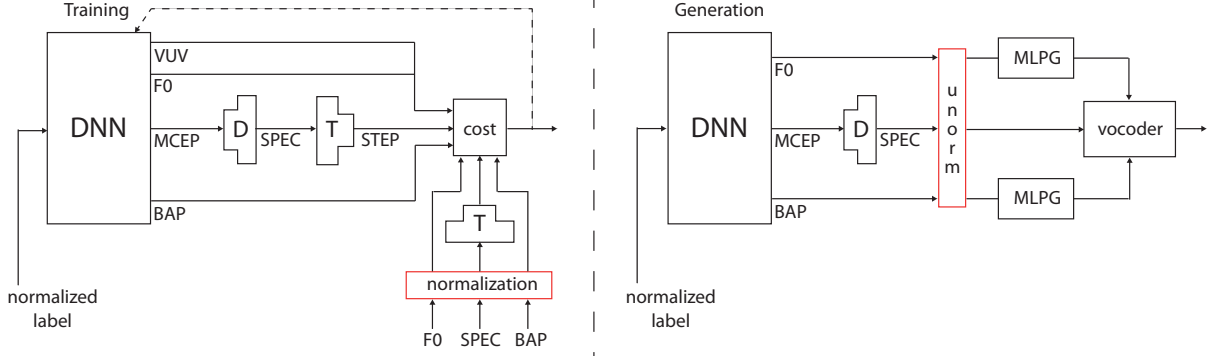 Training
DNN
VUV
F0
MCEP
D
SPEC
T
STEP
cost
BAP
T
normalization
F0 SPEC BAP
normalized
label
Generation
DNN
F0
MCEP
D
SPEC
BAP
unorm
MLPG
vocoder
MLPG
normalized
label